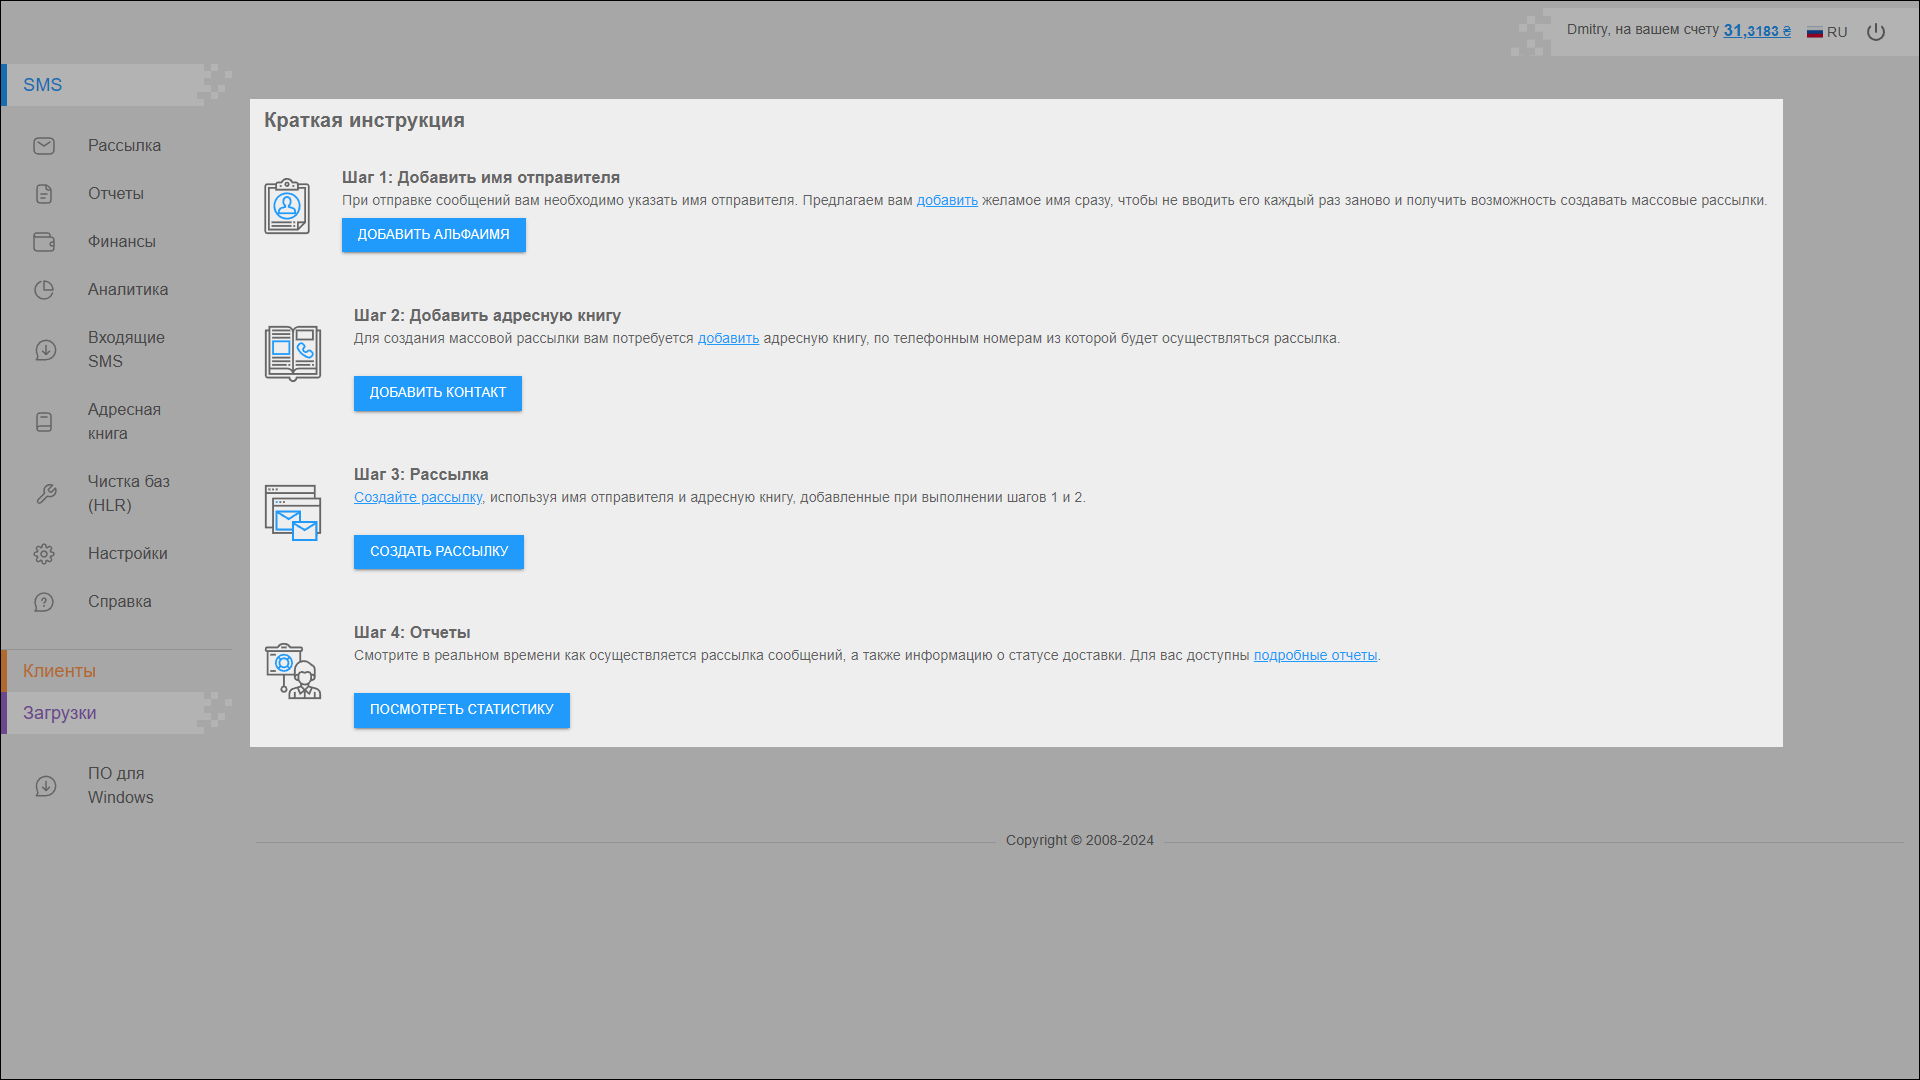 Dmitry, на вашем счету 31,3183 ₴ RU
SMS
Рассылка
Отчеты
Финансы
Аналитика
Входящие
SMS
Адресная
книга
Чистка баз
(HLR)
Настройки
Справка
Клиенты
Загрузки
ПО для
Windows
Краткая инструкция
Шаг 1: Добавить имя отправителя
При отправке сообщений вам необходимо указать имя отправителя. Предлагаем вам добавить желамое имя сразу, чтобы не вводить его каждый раз заново и получить возможность создавать массовые рассылки.
ДОБАВИТЬ АЛЬФАИМЯ
Шаг 2: Добавить адресную книгу
Для создания массовой рассылки вам потребуется добавить адресную книгу, по телефонным номерам из которой будет осуществляться рассылка.
ДОБАВИТЬ КОНТАКТ
Шаг 3: Рассылка
Создайте рассылку, используя имя отправителя и адресную книгу, добавленные при выполнении шагов 1 и 2.
СОЗДАТЬ РАССЫЛКУ
Шаг 4: Отчеты
Смотрите в реальном времени как осуществляется рассылка сообщений, а также информацию о статусе доставки. Для вас доступны подробные отчеты.
ПОСМОТРЕТЬ СТАТИСТИКУ
Copyright © 2008-2024